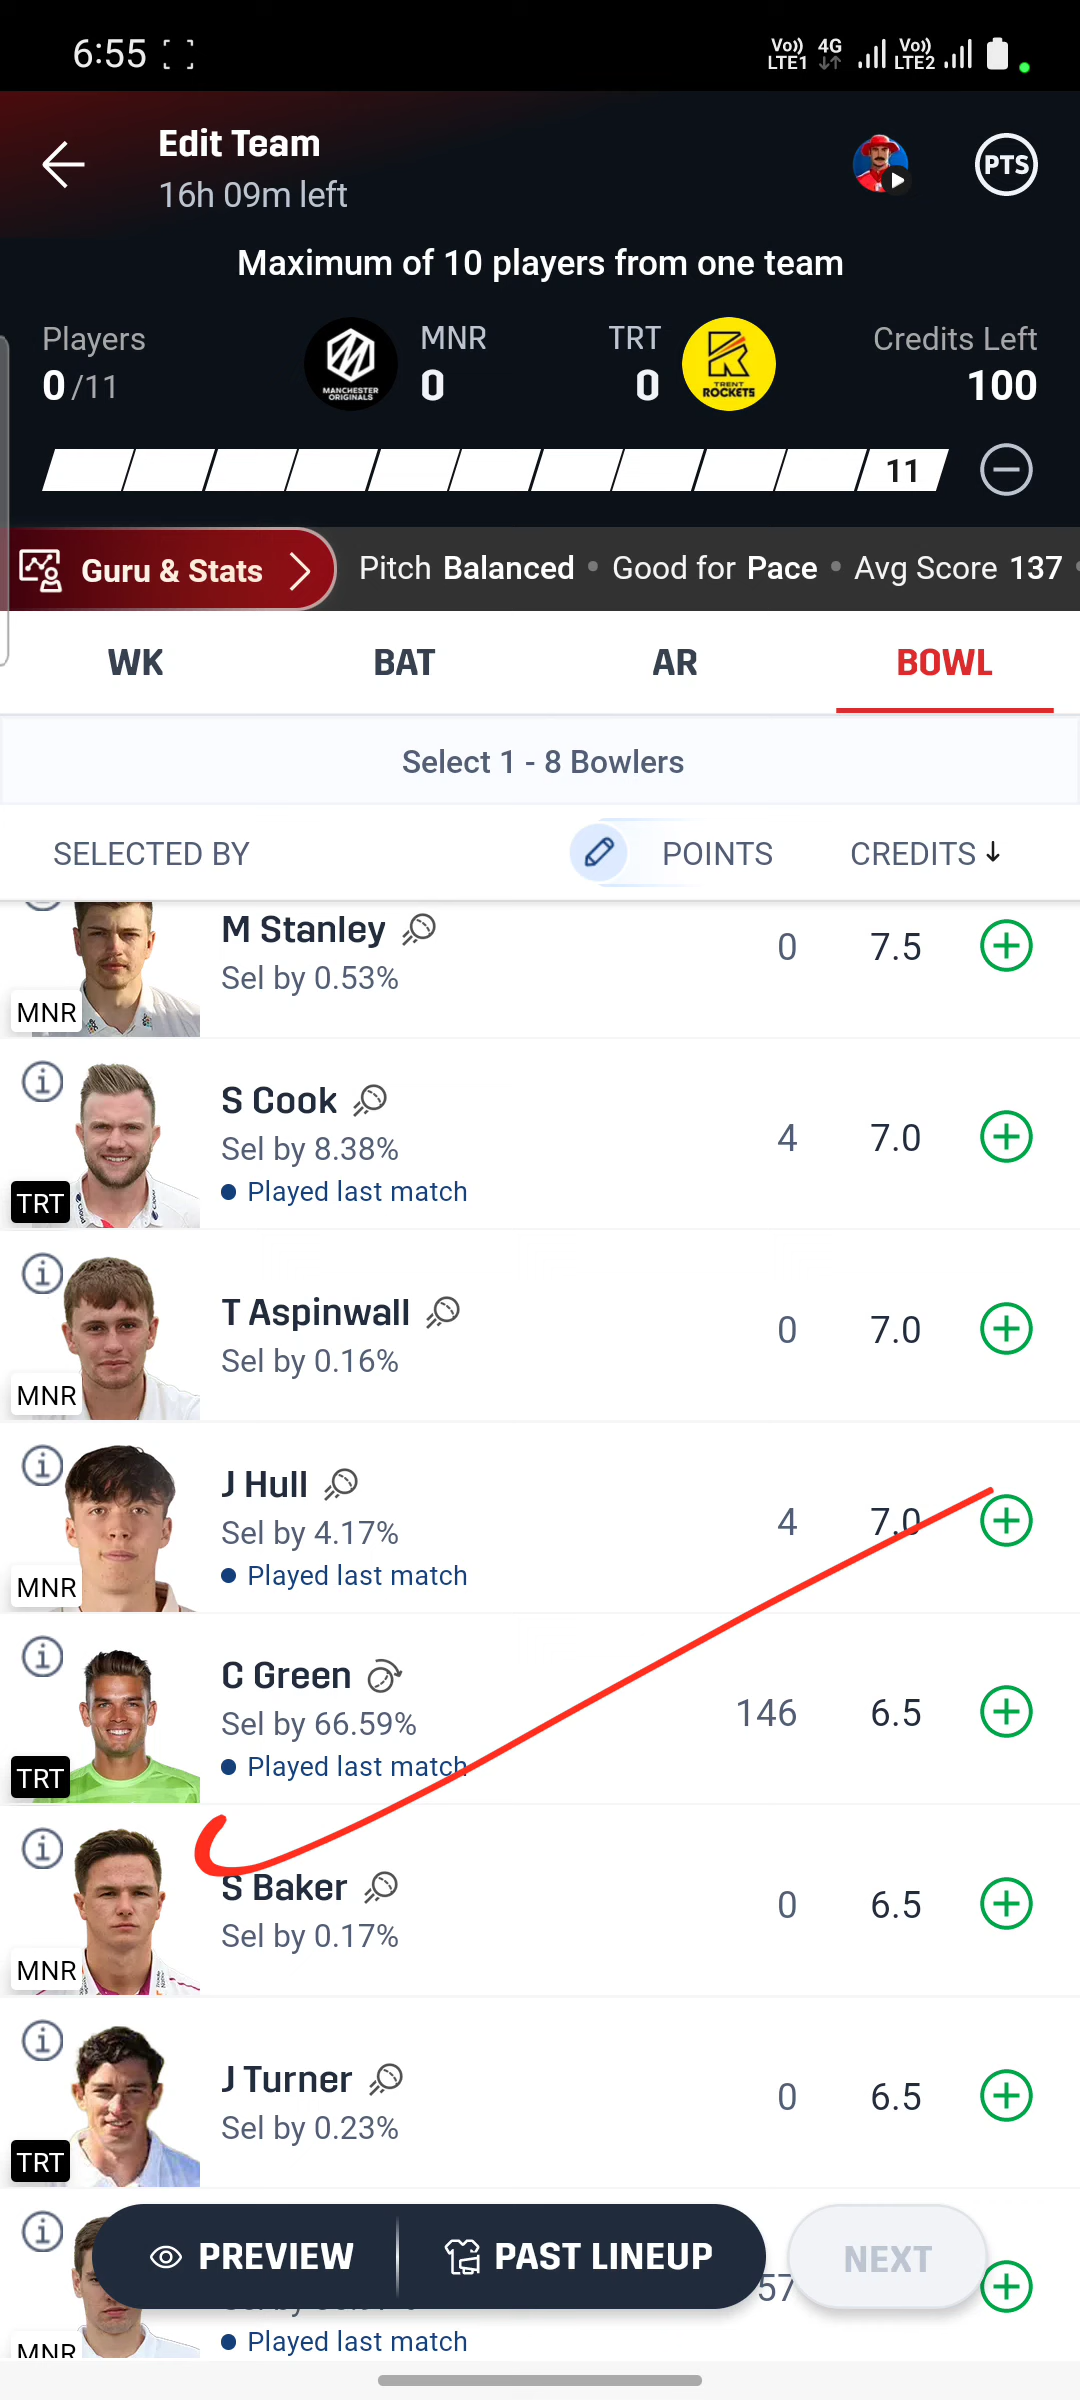 6:55
Vo)) LTE1 4G Vo)) LTE2
Edit Team
16h 09m left
PTS
Maximum of 10 players from one team
Players
0/11
MANCHESTER ORIGINALS
MNR
0
TRT
0
TRENT ROCKETS
Credits Left
100
11
Guru & Stats
Pitch Balanced • Good for Pace • Avg Score 137
WK BAT AR BOWL
Select 1 - 8 Bowlers
SELECTED BY POINTS CREDITS ↓
M Stanley 0 7.5
Sel by 0.53%
MNR
S Cook 4 7.0
Sel by 8.38%
Played last match
TRT
T Aspinwall 0 7.0
Sel by 0.16%
MNR
J Hull 4 7.0
Sel by 4.17%
Played last match
MNR
C Green 146 6.5
Sel by 66.59%
Played last match
TRT
S Baker 0 6.5
Sel by 0.17%
MNR
J Turner 0 6.5
Sel by 0.23%
TRT
PREVIEW PAST LINEUP NEXT
57
Played last match
MNR